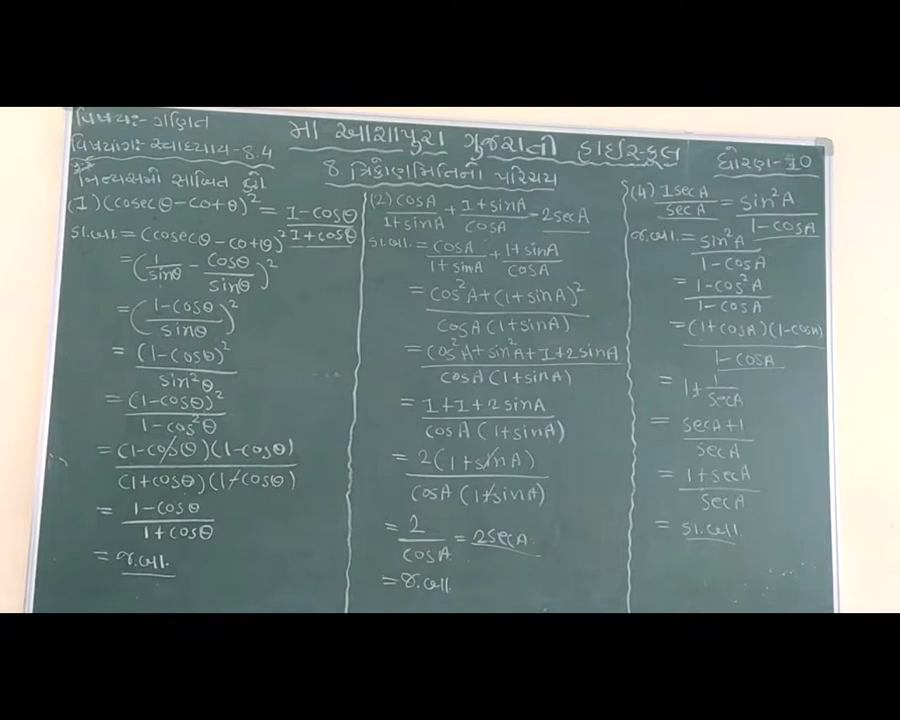 વિષય:- ગણિત
મા આશાપુરા ગુજરાતી હાઈસ્કૂલ
ધોરણ-10
સ્વાધ્યાય-8.4
8. ત્રિકોણમિતિનો પરિચય
નિત્યસમો સાબિત કરો
(1) (cosecθ-cotθ)² = 1-cosθ / 1+cosθ
ડા.બા. = (cosecθ-cotθ)²
= (1/sinθ - cosθ/sinθ)²
= (1-cosθ / sinθ)²
= (1-cosθ)² / sin²θ
= (1-cosθ)² / 1-cos²θ
= (1-cosθ)(1-cosθ) / (1+cosθ)(1-cosθ)
= 1-cosθ / 1+cosθ
= જ.બા.
(2) cosA / 1+sinA + 1+sinA / cosA = 2secA
ડા.બા. = cosA / 1+sinA + 1+sinA / cosA
= cos²A+(1+sinA)² / cosA(1+sinA)
= cos²A+sin²A+1+2sinA / cosA(1+sinA)
= 1+1+2sinA / cosA(1+sinA)
= 2(1+sinA) / cosA(1+sinA)
= 2 / cosA = 2secA
= જ.બા.
(4) 1secA / secA = sin²A / 1-cosA
જ.બા. = sin²A / 1-cosA
= 1-cos²A / 1-cosA
= (1+cosA)(1-cosA) / 1-cosA
= 1+ 1/secA
= secA+1 / secA
= 1+secA / secA
= ડા.બા.